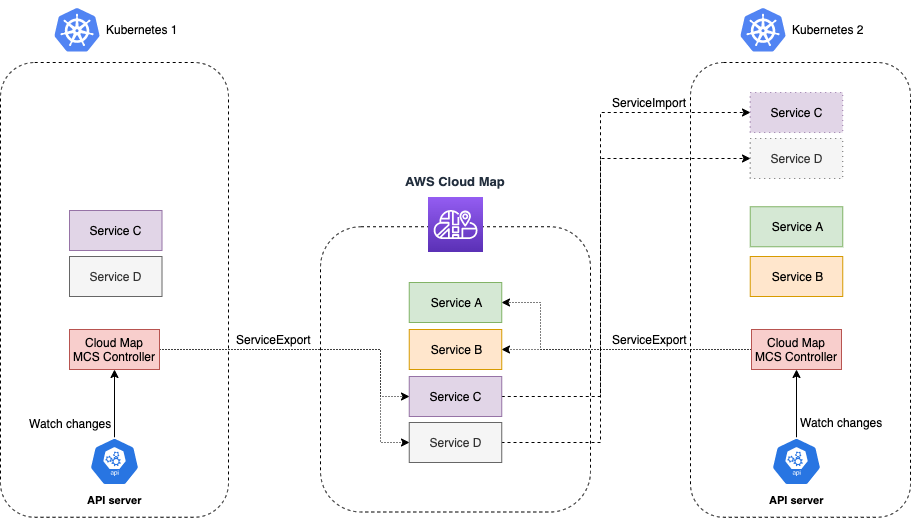 Kubernetes 1
Kubernetes 2
ServiceImport
Service C
Service D
AWS Cloud Map
Service C
Service D
Service A
Service B
Service A
Service B
Service C
Service D
Cloud Map
MCS Controller
ServiceExport
ServiceExport
Cloud Map
MCS Controller
Watch changes
Watch changes
api
API server
api
API server